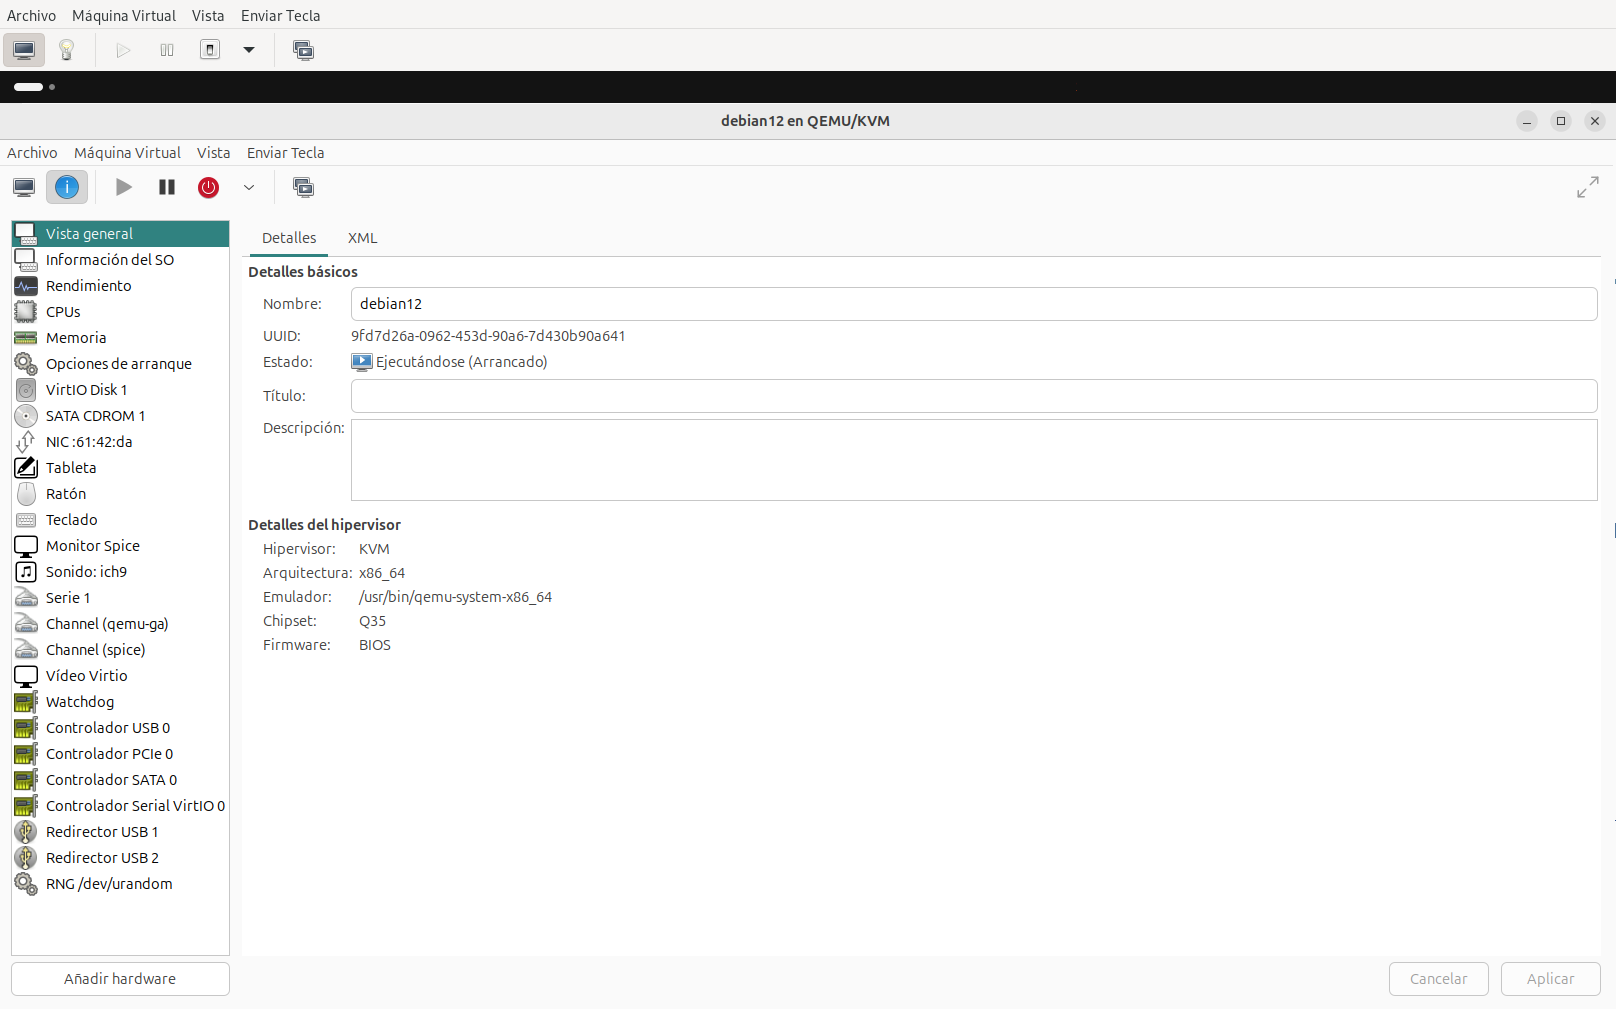 Archivo Máquina Virtual Vista Enviar Tecla
debian12 en QEMU/KVM
Archivo Máquina Virtual Vista Enviar Tecla
Vista general
Información del SO
Rendimiento
CPUs
Memoria
Opciones de arranque
VirtIO Disk 1
SATA CDROM 1
NIC :61:42:da
Tableta
Ratón
Teclado
Monitor Spice
Sonido: ich9
Serie 1
Channel (qemu-ga)
Channel (spice)
Vídeo Virtio
Watchdog
Controlador USB 0
Controlador PCIe 0
Controlador SATA 0
Controlador Serial VirtIO 0
Redirector USB 1
Redirector USB 2
RNG /dev/urandom
Añadir hardware
Detalles XML
Detalles básicos
Nombre: debian12
UUID: 9fd7d26a-0962-453d-90a6-7d430b90a641
Estado: Ejecutándose (Arrancado)
Título:
Descripción:
Detalles del hipervisor
Hipervisor: KVM
Arquitectura: x86_64
Emulador: /usr/bin/qemu-system-x86_64
Chipset: Q35
Firmware: BIOS
Cancelar Aplicar